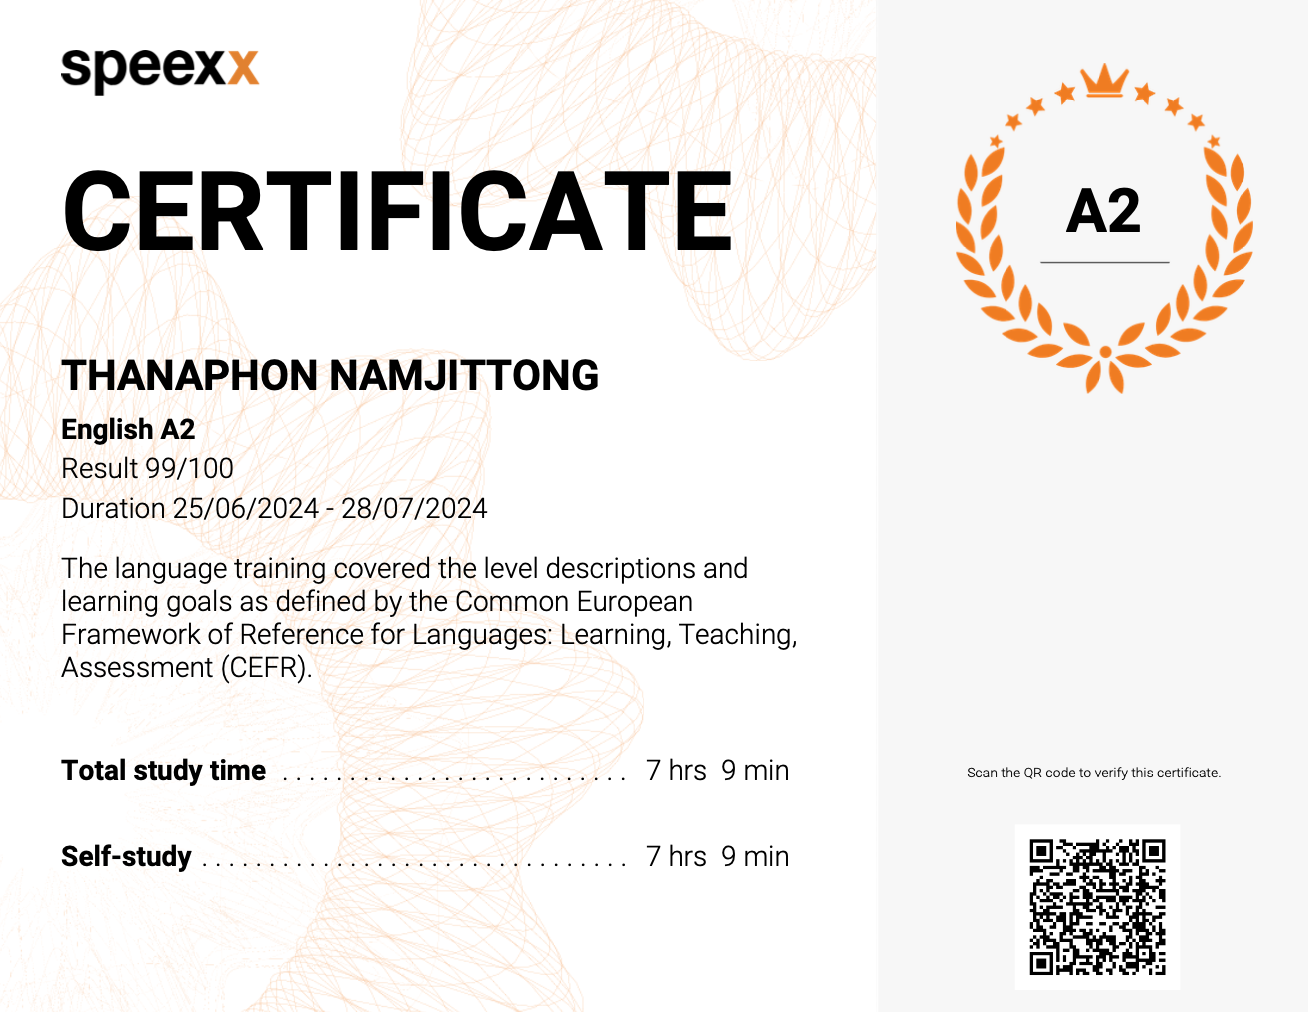 speexx
CERTIFICATE
THANAPHON NAMJITTONG
English A2
Result 99/100
Duration 25/06/2024 - 28/07/2024
The language training covered the level descriptions and
learning goals as defined by the Common European
Framework of Reference for Languages: Learning, Teaching,
Assessment (CEFR).
Total study time . . . . . . . . . . . . . . . . . . . . . . . . . . 7 hrs 9 min
Self-study . . . . . . . . . . . . . . . . . . . . . . . . . . . . . . . . 7 hrs 9 min
A2
Scan the QR code to verify this certificate.